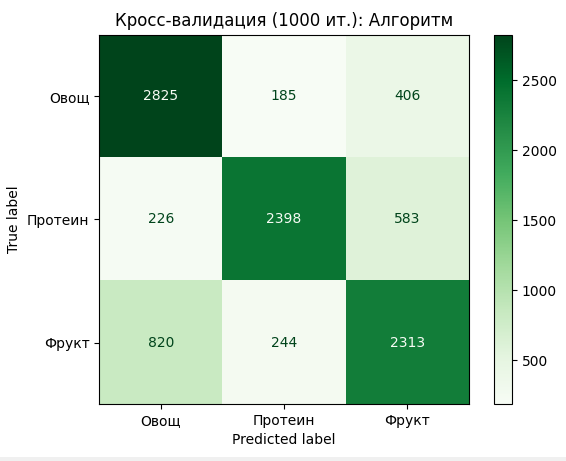 Кросс-валидация (1000 ит.): Алгоритм
True label
Овощ
2825 185 406
Протеин
226 2398 583
Фрукт
820 244 2313
Овощ Протеин Фрукт
Predicted label
2500
2000
1500
1000
500